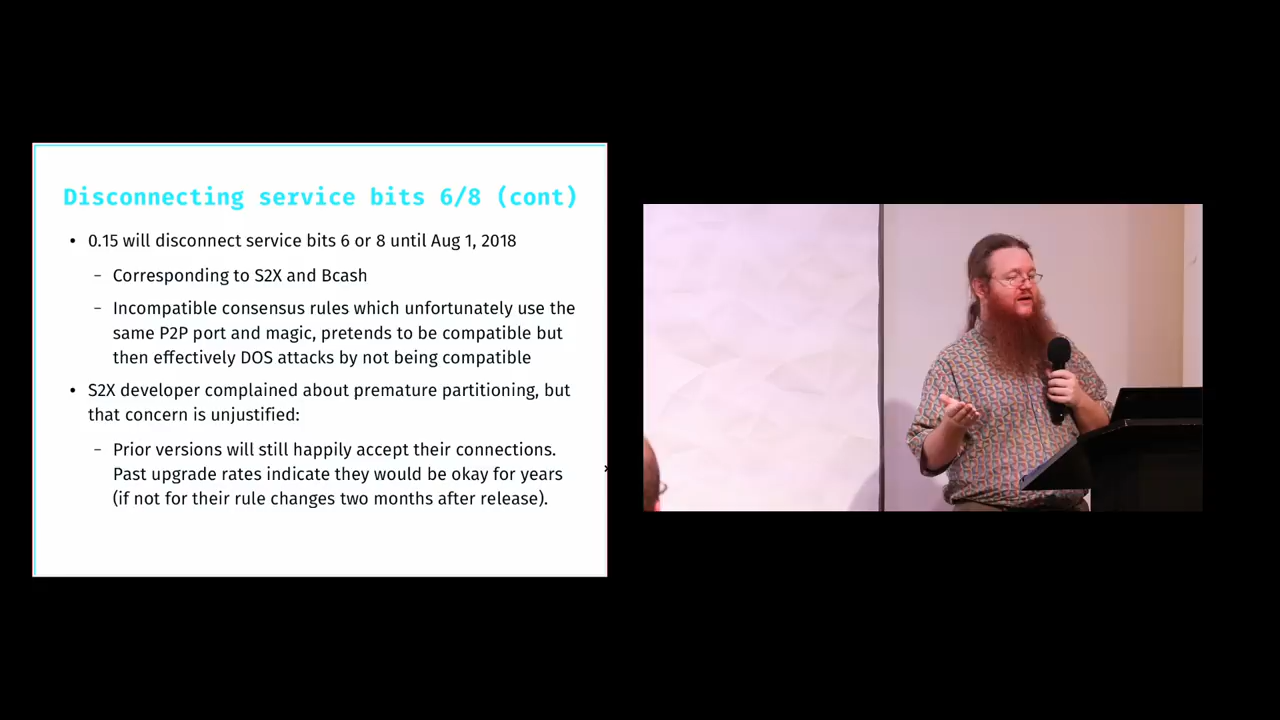 Disconnecting service bits 6/8 (cont)
• 0.15 will disconnect service bits 6 or 8 until Aug 1, 2018
– Corresponding to S2X and Bcash
– Incompatible consensus rules which unfortunately use the
same P2P port and magic, pretends to be compatible but
then effectively DOS attacks by not being compatible
• S2X developer complained about premature partitioning, but
that concern is unjustified:
– Prior versions will still happily accept their connections.
Past upgrade rates indicate they would be okay for years
(if not for their rule changes two months after release).